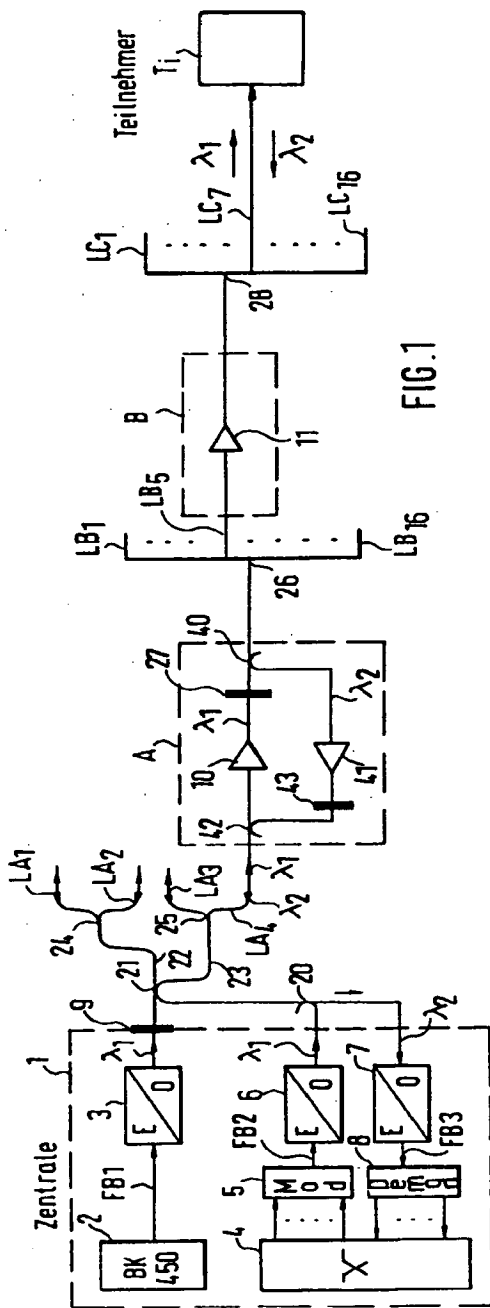 Zentrale
1
2
BK
450
FB1
3
E
O
λ1
9
4
5
Mod
FB2
6
E
O
λ1
20
8
Demod
FB3
7
E
O
λ2
21
22
23
24
25
LA1
LA2
LA3
LA4
λ1
λ2
A
42
10
λ1
27
40
43
41
λ2
26
LB1
LB5
LB16
B
11
28
LC1
LC7
LC16
λ1
λ2
Teilnehmer
Ti
FIG.1